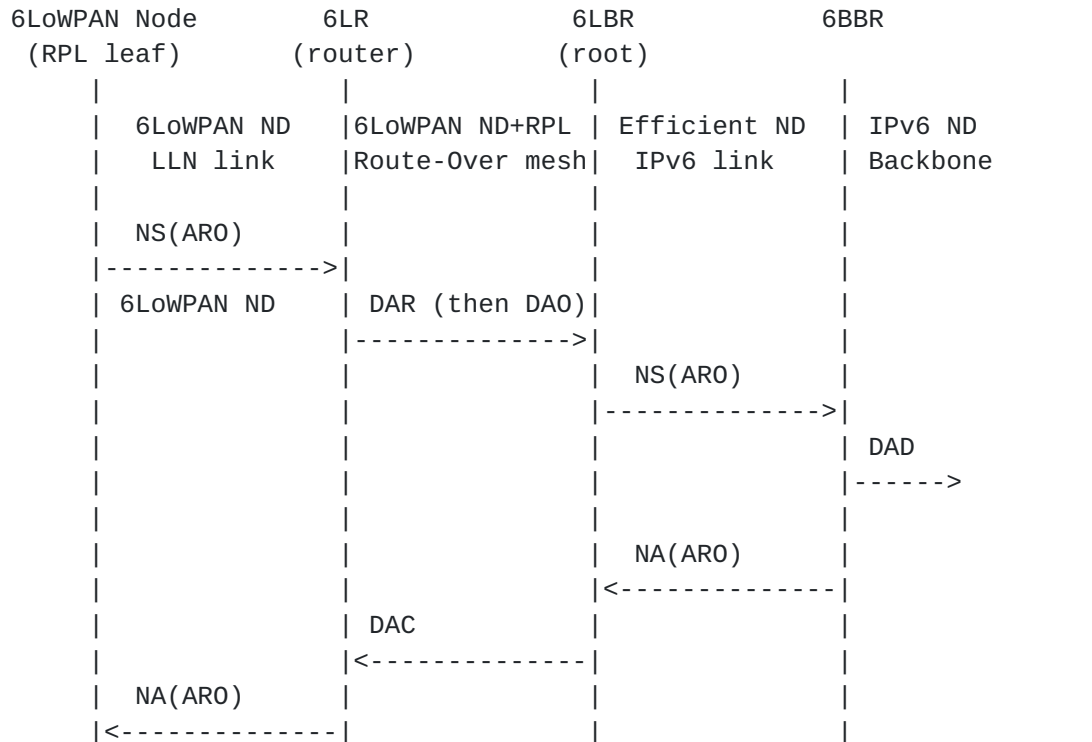 6LoWPAN Node        6LR             6LBR            6BBR
 (RPL leaf)       (router)         (root)
     |               |               |               |
     |  6LoWPAN ND   |6LoWPAN ND+RPL | Efficient ND  | IPv6 ND
     |   LLN link    |Route-Over mesh|  IPv6 link    | Backbone
     |               |               |               |
     |  NS(ARO)      |               |               |
     |-------------->|               |               |
     | 6LoWPAN ND    | DAR (then DAO)|               |
     |               |-------------->|               |
     |               |               |  NS(ARO)      |
     |               |               |-------------->|
     |               |               |               | DAD
     |               |               |               |------>
     |               |               |               |
     |               |               |  NA(ARO)      |
     |               |               |<--------------|
     |               | DAC           |               |
     |               |<--------------|               |
     |  NA(ARO)      |               |               |
     |<--------------|               |               |